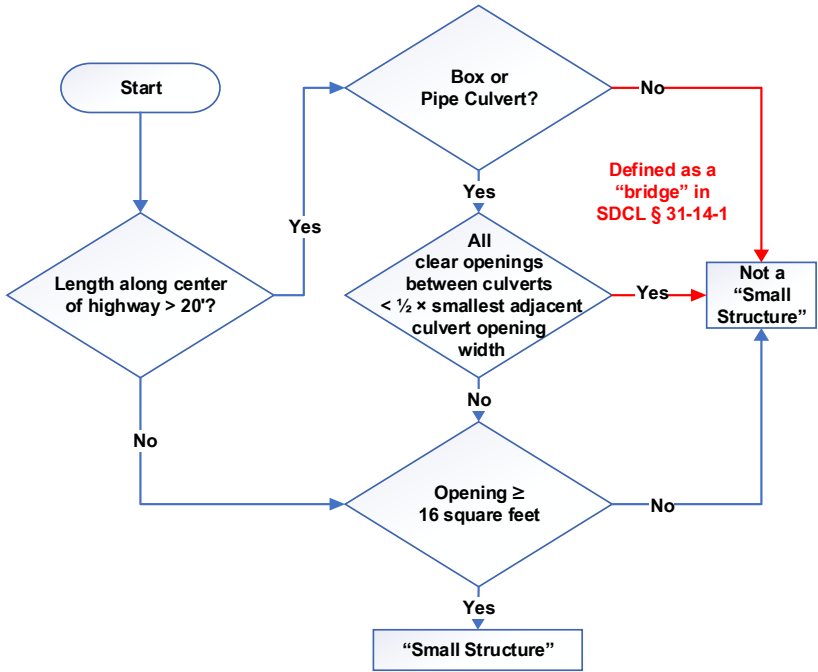 Start
Box or
Pipe Culvert?
No
Defined as a
“bridge” in
SDCL § 31-14-1
Yes
Yes
Length along center
of highway > 20'?
All
clear openings
between culverts
< ½ × smallest adjacent
culvert opening
width
Yes
Not a
“Small
Structure”
No
No
Opening ≥
16 square feet
No
Yes
“Small Structure”